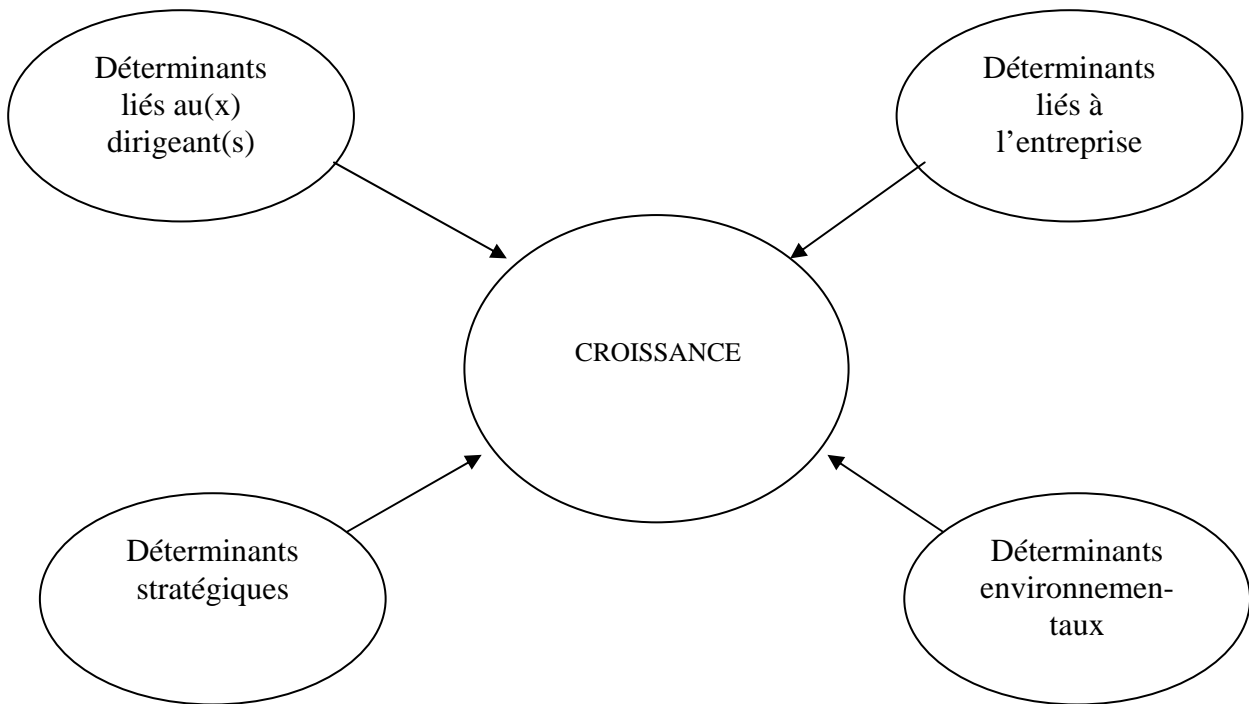 Déterminants
liés au(x)
dirigeant(s)
Déterminants
liés à
l’entreprise
CROISSANCE
Déterminants
stratégiques
Déterminants
environnemen-
taux